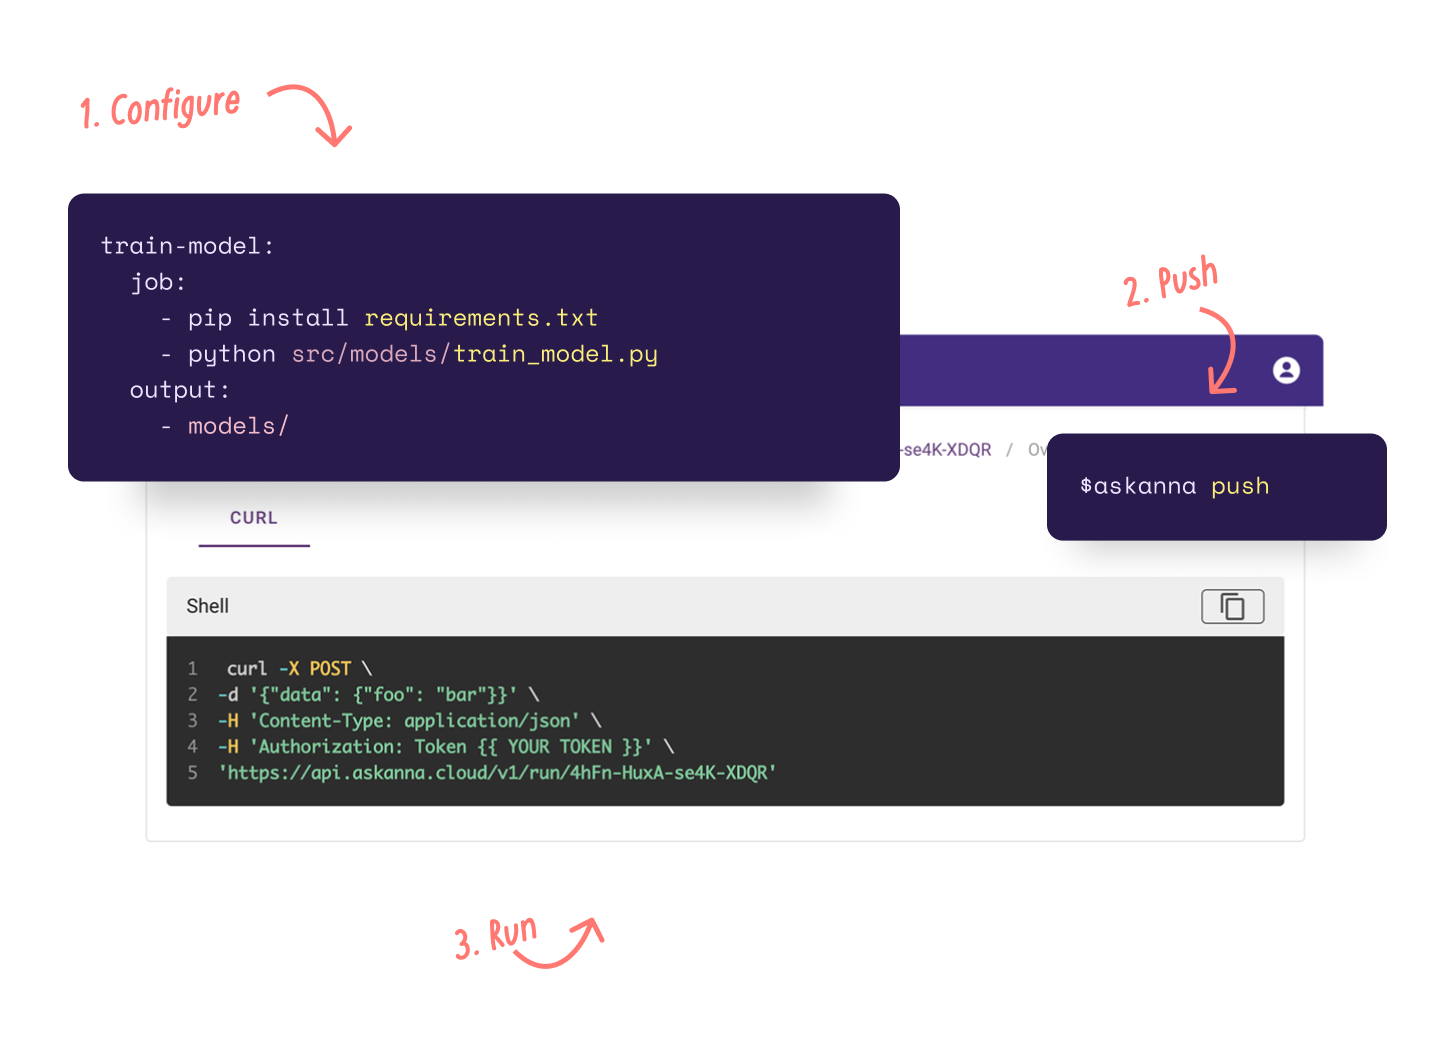 1. Configure
train-model:
job:
- pip install requirements.txt
- python src/models/train_model.py
output:
- models/
2. Push
-se4K-XDQR / Ov
$askanna push
CURL
Shell
1 curl -X POST \
2 -d '{"data": {"foo": "bar"}}' \
3 -H 'Content-Type: application/json' \
4 -H 'Authorization: Token {{ YOUR TOKEN }}' \
5 'https://api.askanna.cloud/v1/run/4hFn-HuxA-se4K-XDQR'
3. Run